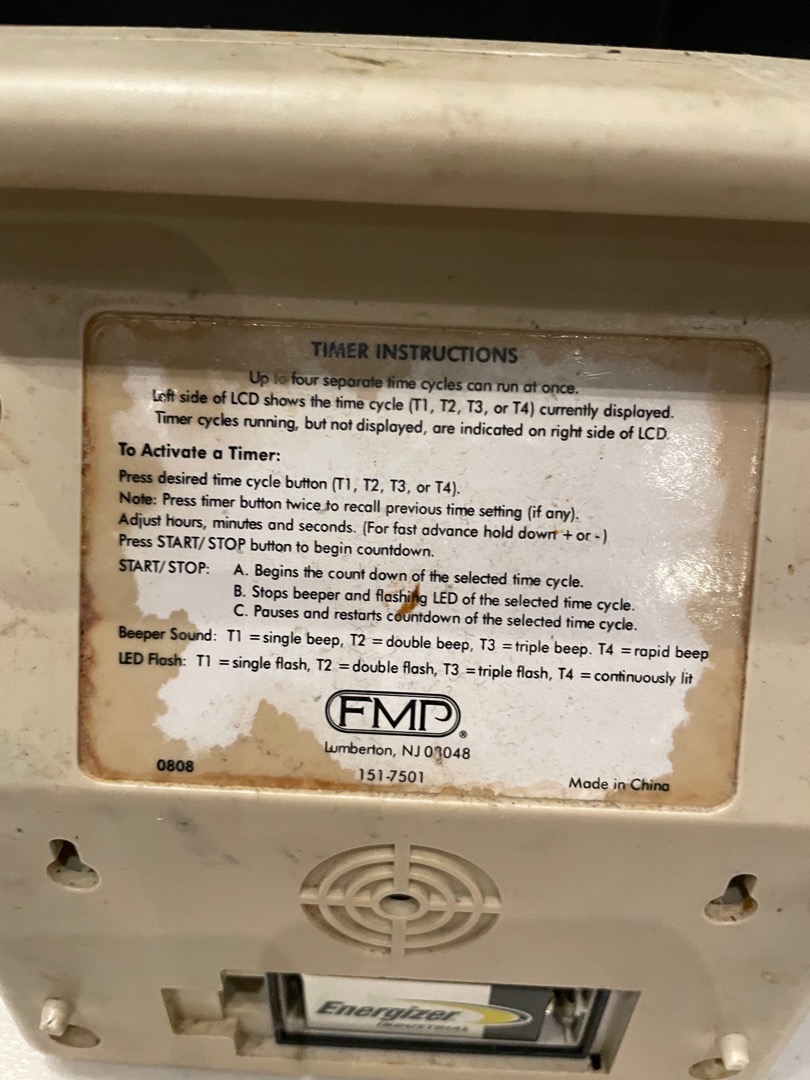 TIMER INSTRUCTIONS
Up to four separate time cycles can run at once.
Left side of LCD shows the time cycle (T1, T2, T3, or T4) currently displayed.
Timer cycles running, but not displayed, are indicated on right side of LCD.
To Activate a Timer:
Press desired time cycle button (T1, T2, T3, or T4).
Note: Press timer button twice to recall previous time setting (if any).
Adjust hours, minutes and seconds. (For fast advance hold down + or -)
Press START/STOP button to begin countdown.
START/STOP: A. Begins the count down of the selected time cycle.
B. Stops beeper and flashing LED of the selected time cycle.
C. Pauses and restarts countdown of the selected time cycle.
Beeper Sound: T1 =single beep, T2 =double beep, T3 =triple beep. T4 =rapid beep
LED Flash: T1 =single flash, T2 =double flash, T3 =triple flash, T4 =continuously lit
FMP®
Lumberton, NJ 08048
0808
151-7501
Made in China
Energizer
INDUSTRIAL